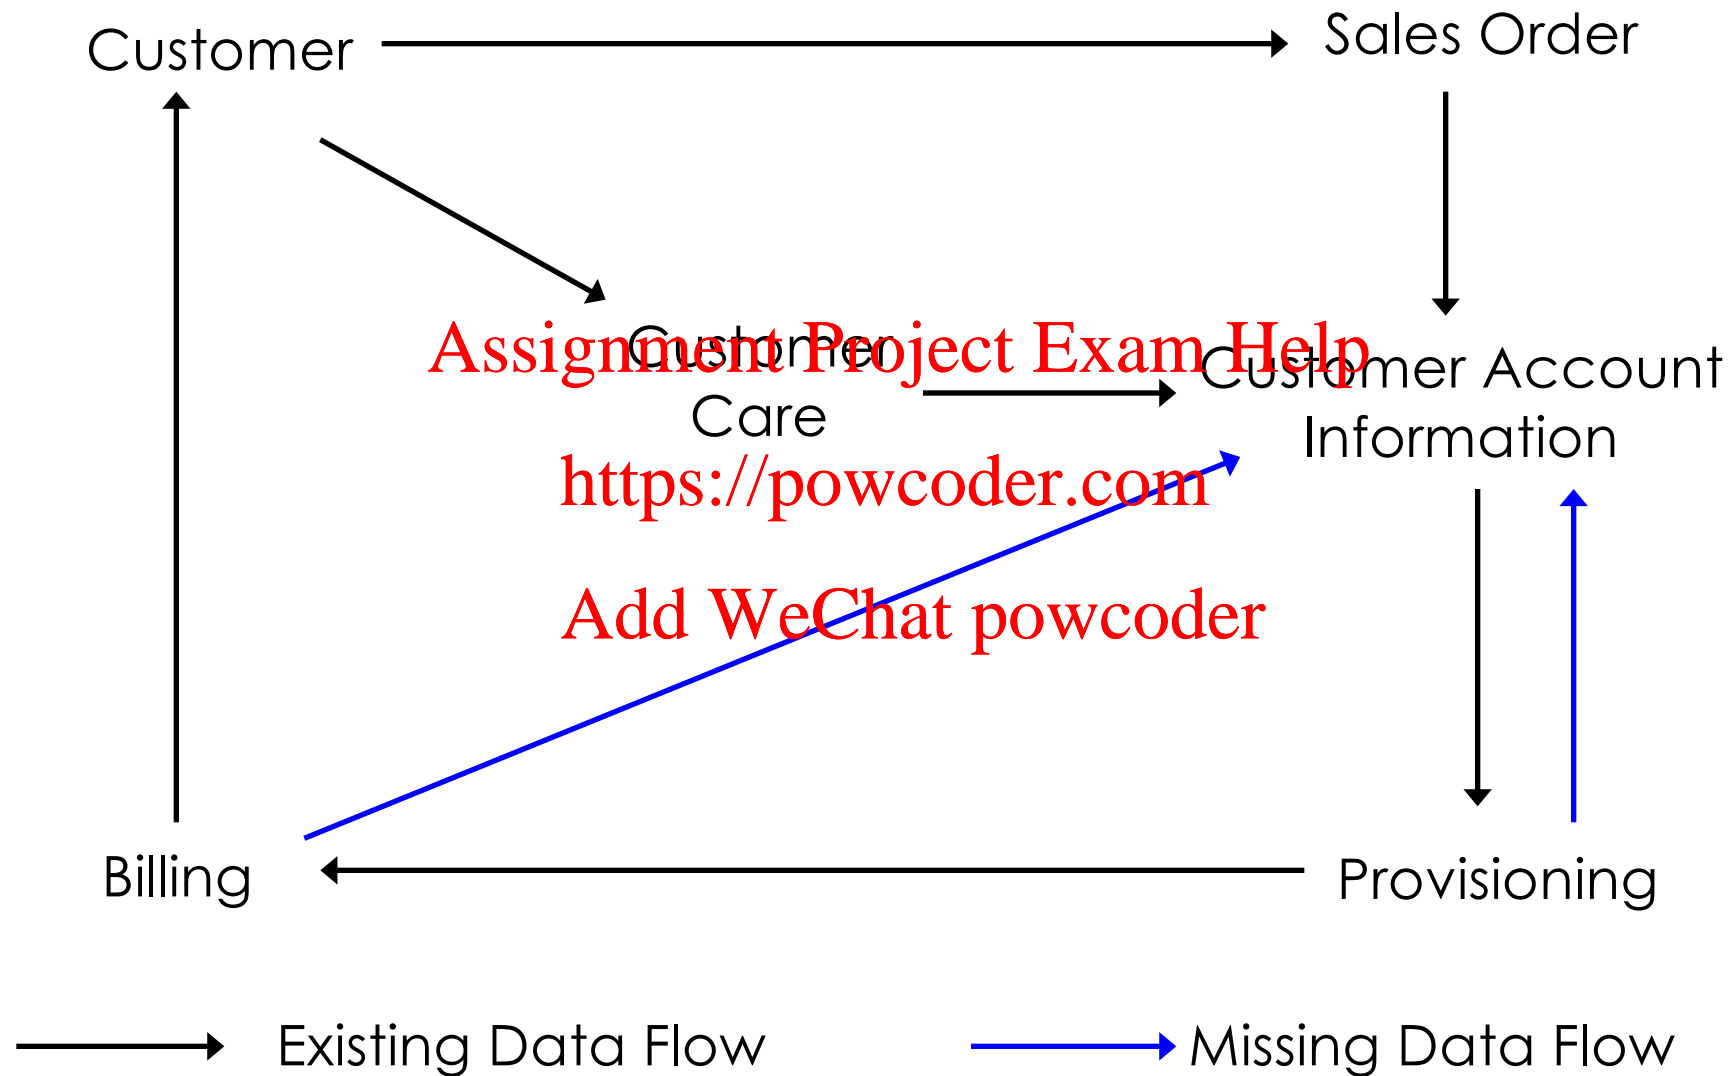 Customer
Sales Order
Customer
Care
Customer Account
Information
Assignment Project Exam Help
https://powcoder.com
Add WeChat powcoder
Billing
Provisioning
Existing Data Flow
Missing Data Flow